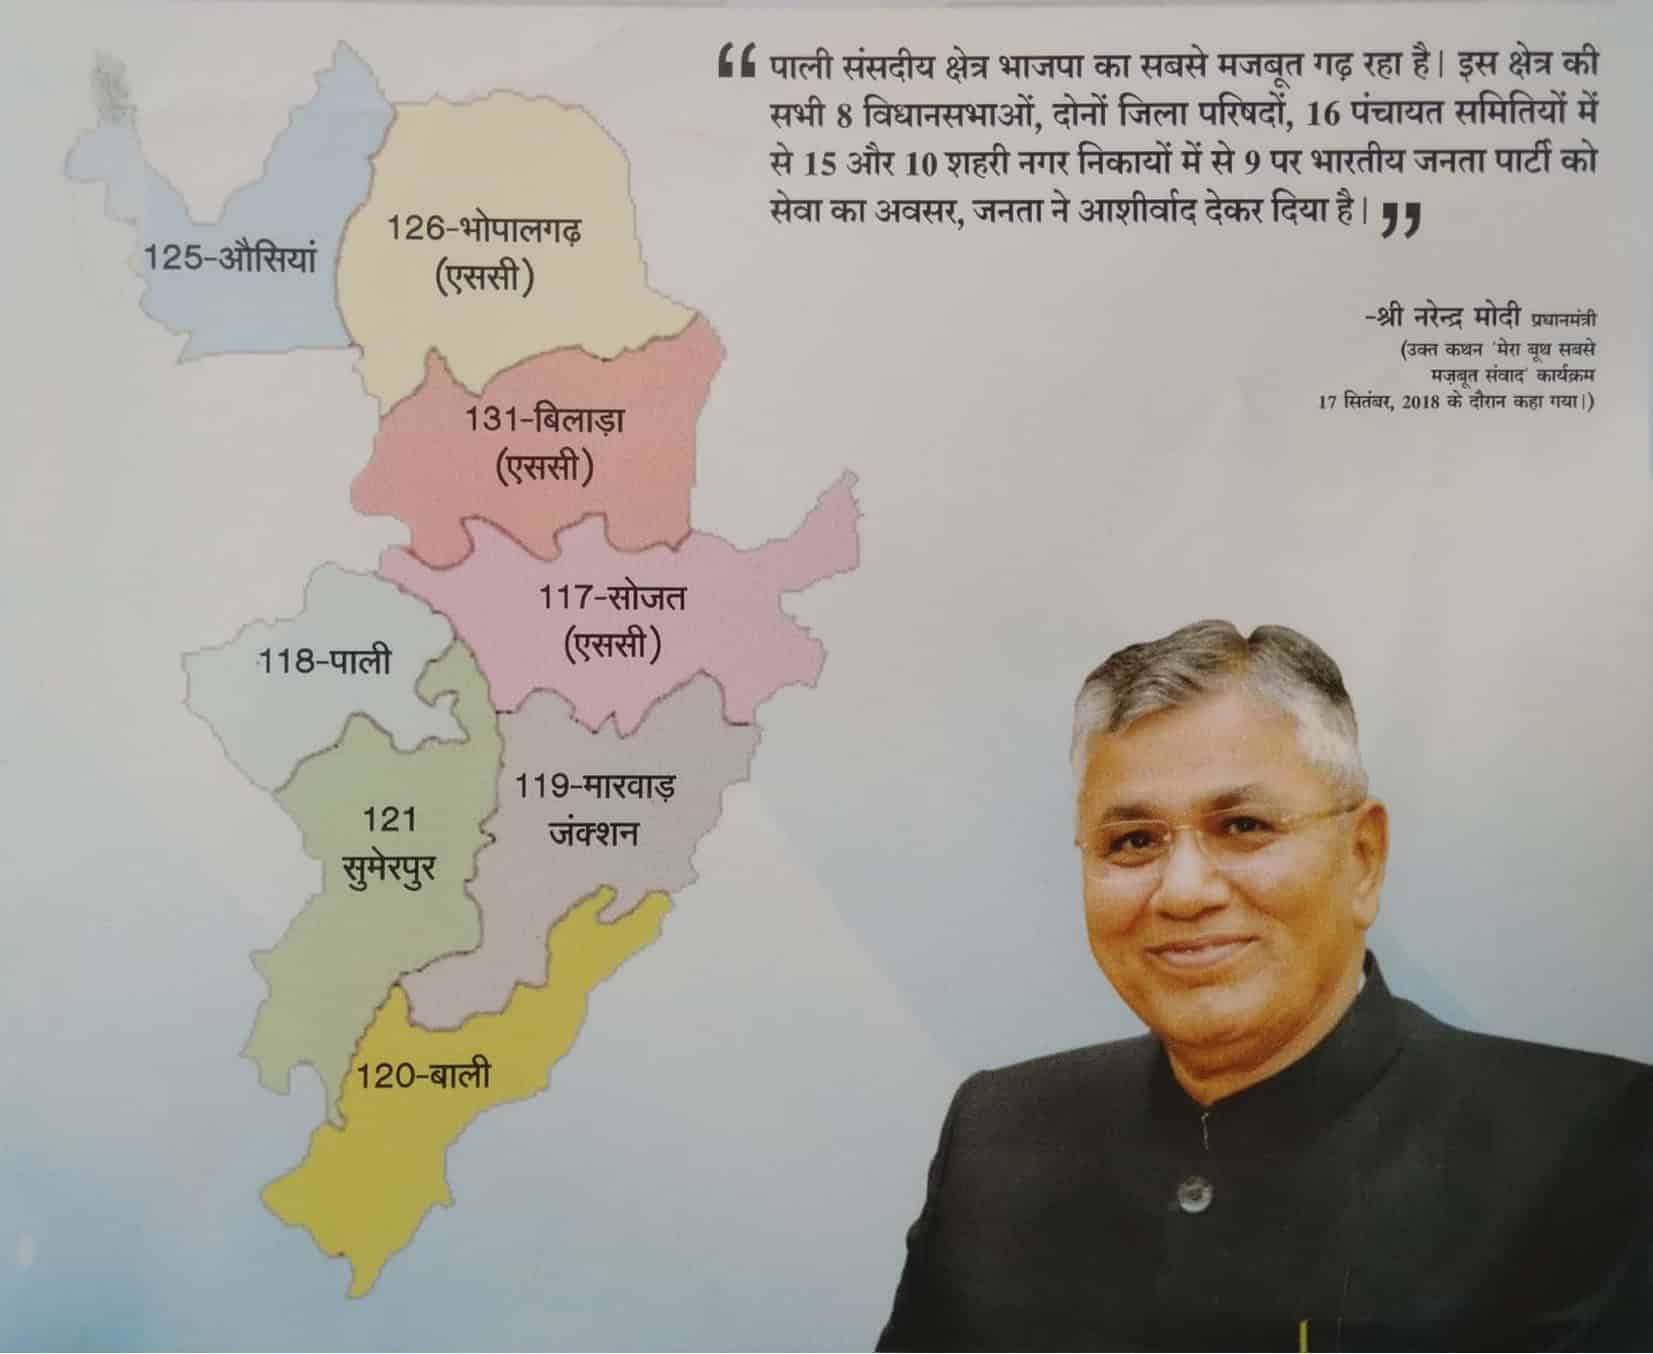 “ पाली संसदीय क्षेत्र भाजपा का सबसे मजबूत गढ़ रहा है। इस क्षेत्र की
सभी 8 विधानसभाओं, दोनों जिला परिषदों, 16 पंचायत समितियों में
से 15 और 10 शहरी नगर निकायों में से 9 पर भारतीय जनता पार्टी को
सेवा का अवसर, जनता ने आशीर्वाद देकर दिया है। ”
-श्री नरेन्द्र मोदी प्रधानमंत्री
(उक्त कथन 'मेरा बूथ सबसे
मज़बूत संवाद' कार्यक्रम
17 सितंबर, 2018 के दौरान कहा गया।)
125-औसियां
126-भोपालगढ़
(एससी)
131-बिलाड़ा
(एससी)
117-सोजत
(एससी)
118-पाली
119-मारवाड़
जंक्शन
121
सुमेरपुर
120-बाली